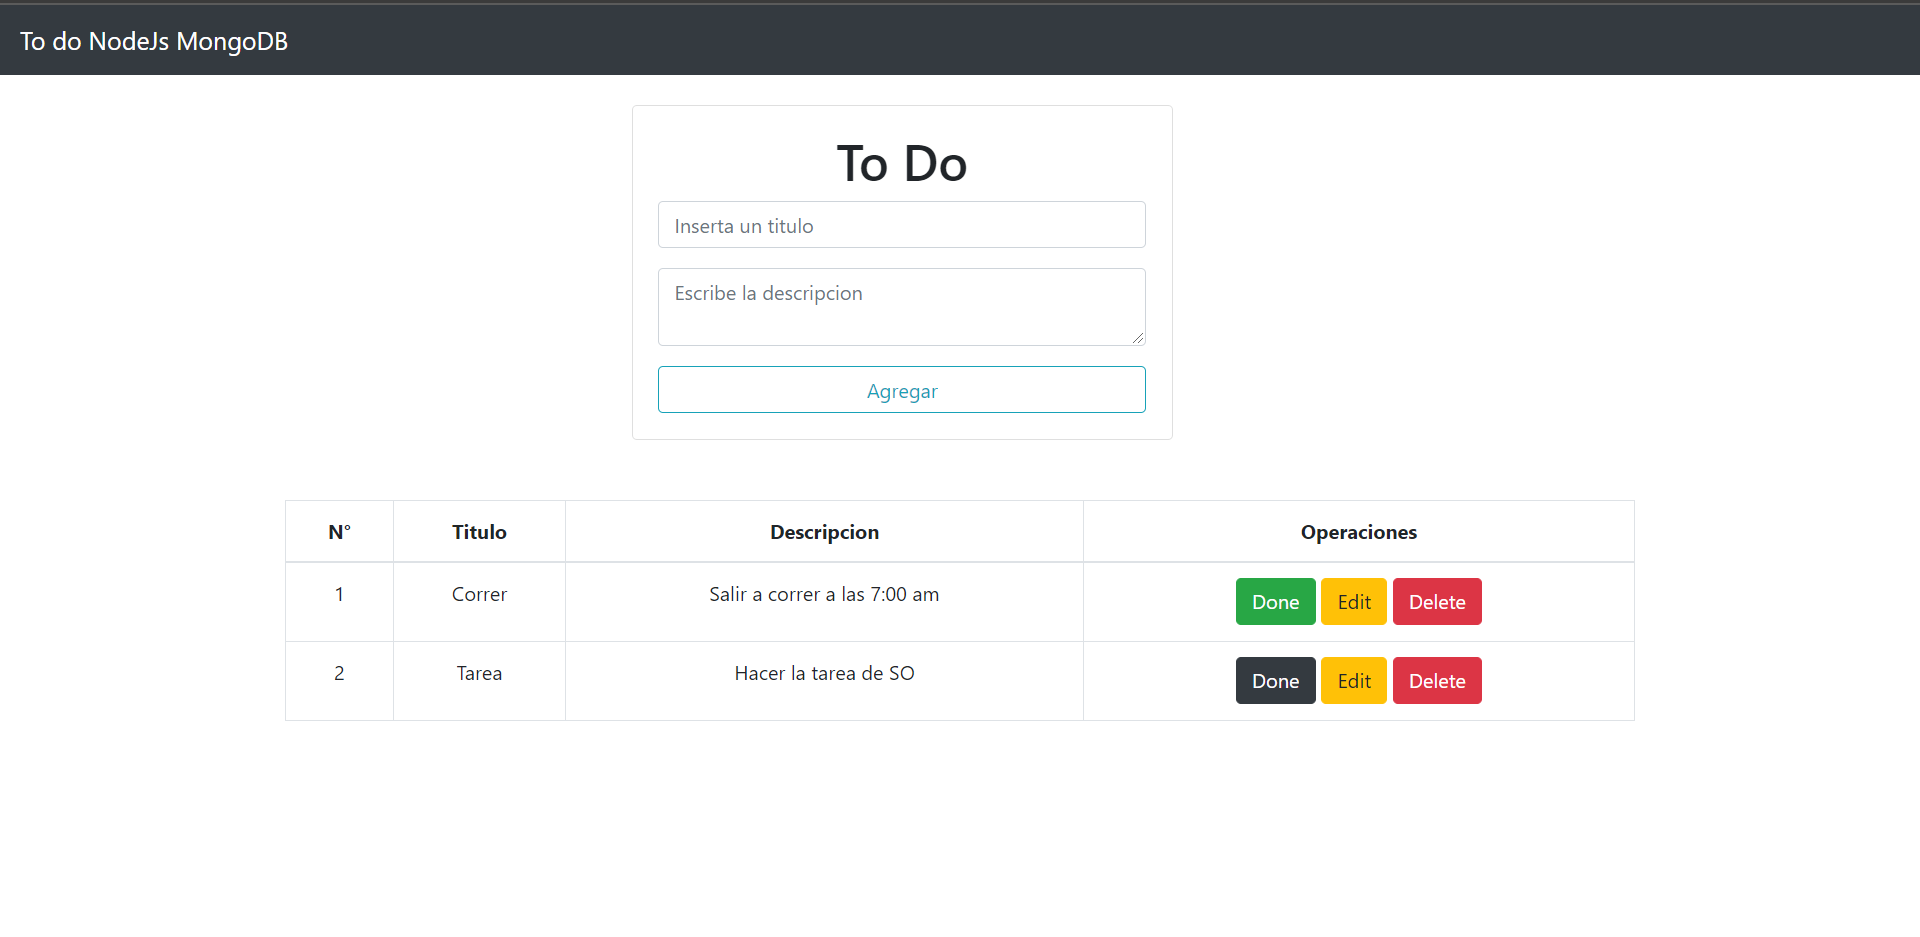 To do NodeJs MongoDB
To Do
Inserta un titulo
Escribe la descripcion
Agregar
N° Titulo Descripcion Operaciones
1 Correr Salir a correr a las 7:00 am Done Edit Delete
2 Tarea Hacer la tarea de SO Done Edit Delete